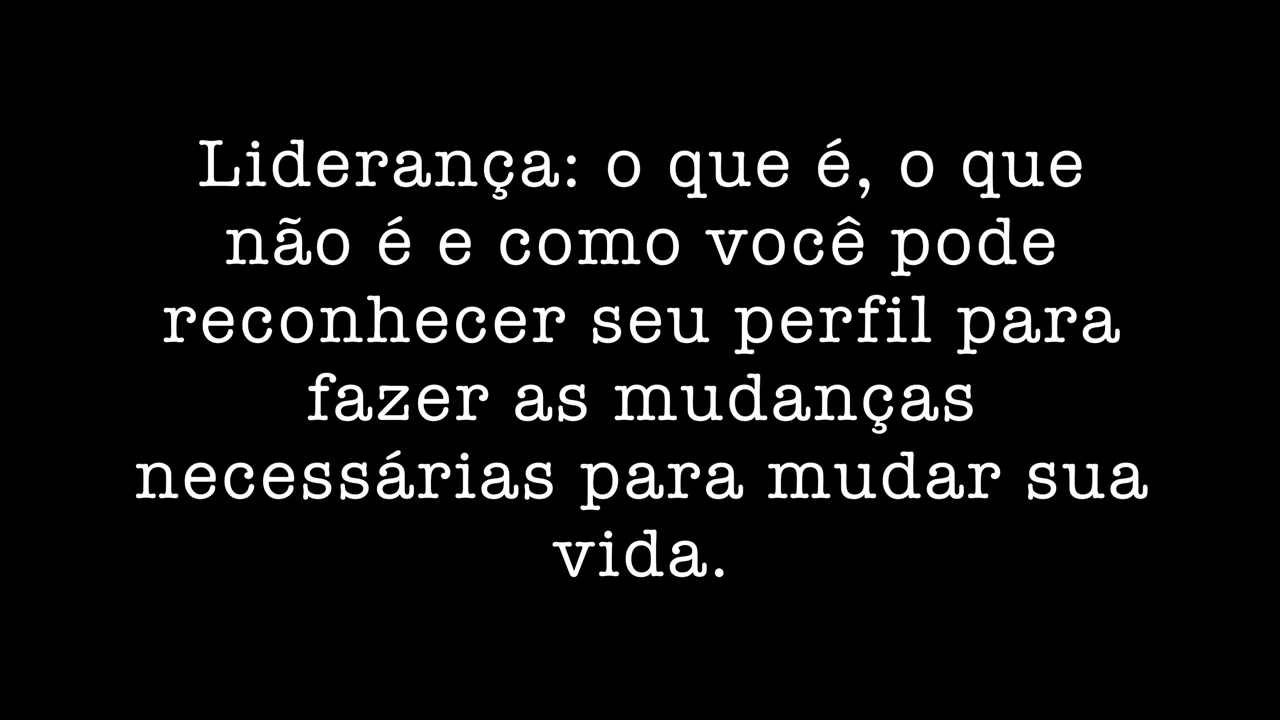 Liderança: o que é, o que
não é e como você pode
reconhecer seu perfil para
fazer as mudanças
necessárias para mudar sua
vida.